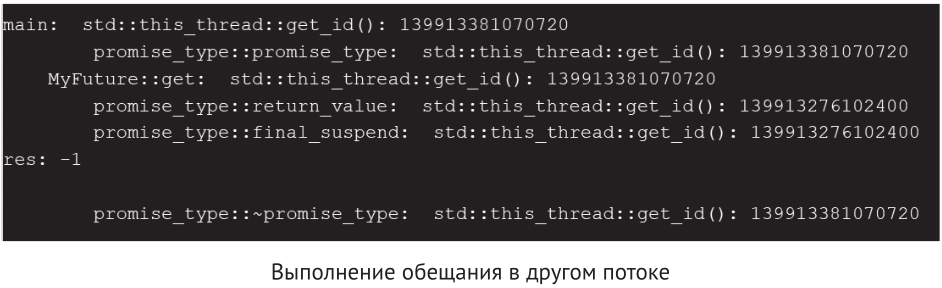 main:  std::this_thread::get_id(): 139913381070720
promise_type::promise_type:  std::this_thread::get_id(): 139913381070720
MyFuture::get:  std::this_thread::get_id(): 139913381070720
promise_type::return_value:  std::this_thread::get_id(): 139913276102400
promise_type::final_suspend:  std::this_thread::get_id(): 139913276102400
res: -1
promise_type::~promise_type:  std::this_thread::get_id(): 139913381070720
Выполнение обещания в другом потоке